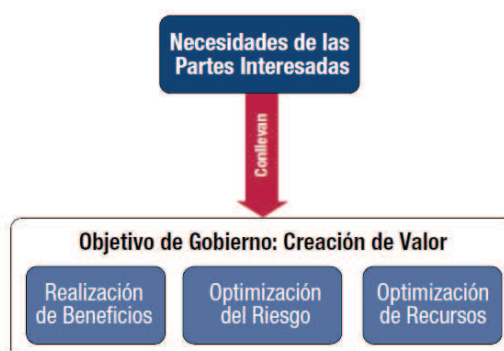 Necesidades de las
Partes Interesadas
Conllevan
Objetivo de Gobierno: Creación de Valor
Realización
de Beneficios
Optimización
del Riesgo
Optimización
de Recursos